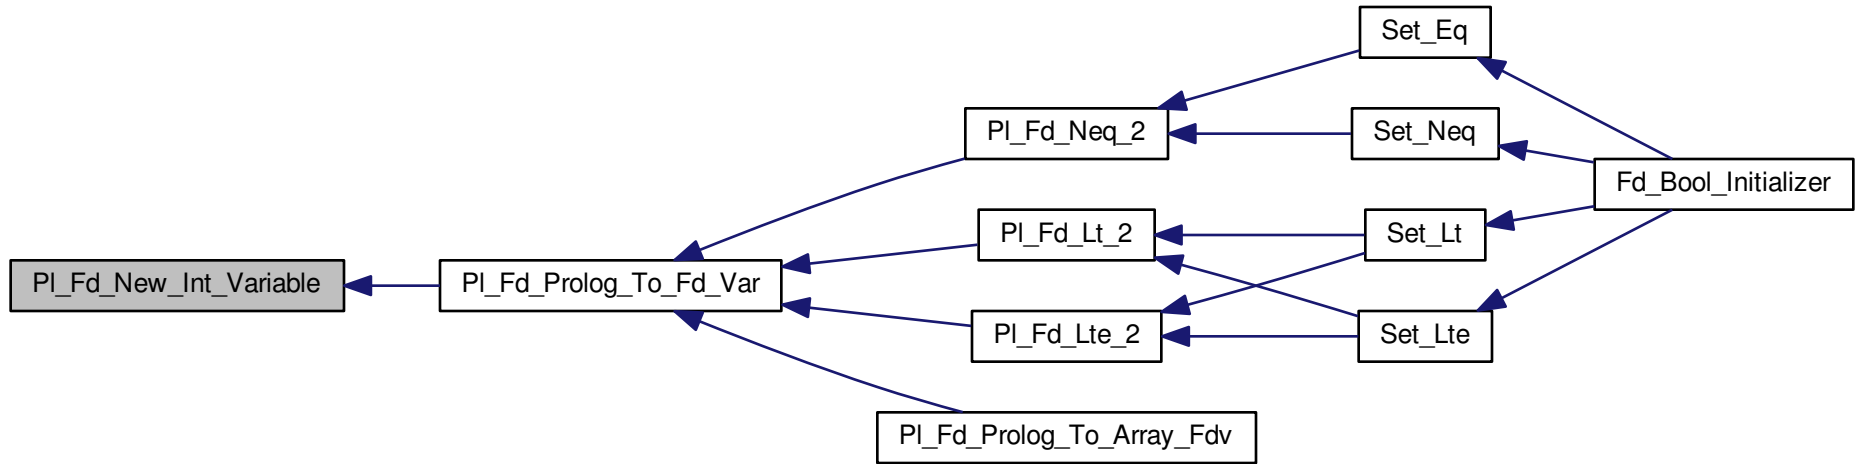 Set_Eq
Pl_Fd_Neq_2
Set_Neq
Fd_Bool_Initializer
Pl_Fd_Lt_2
Set_Lt
Pl_Fd_New_Int_Variable
Pl_Fd_Prolog_To_Fd_Var
Pl_Fd_Lte_2
Set_Lte
Pl_Fd_Prolog_To_Array_Fdv